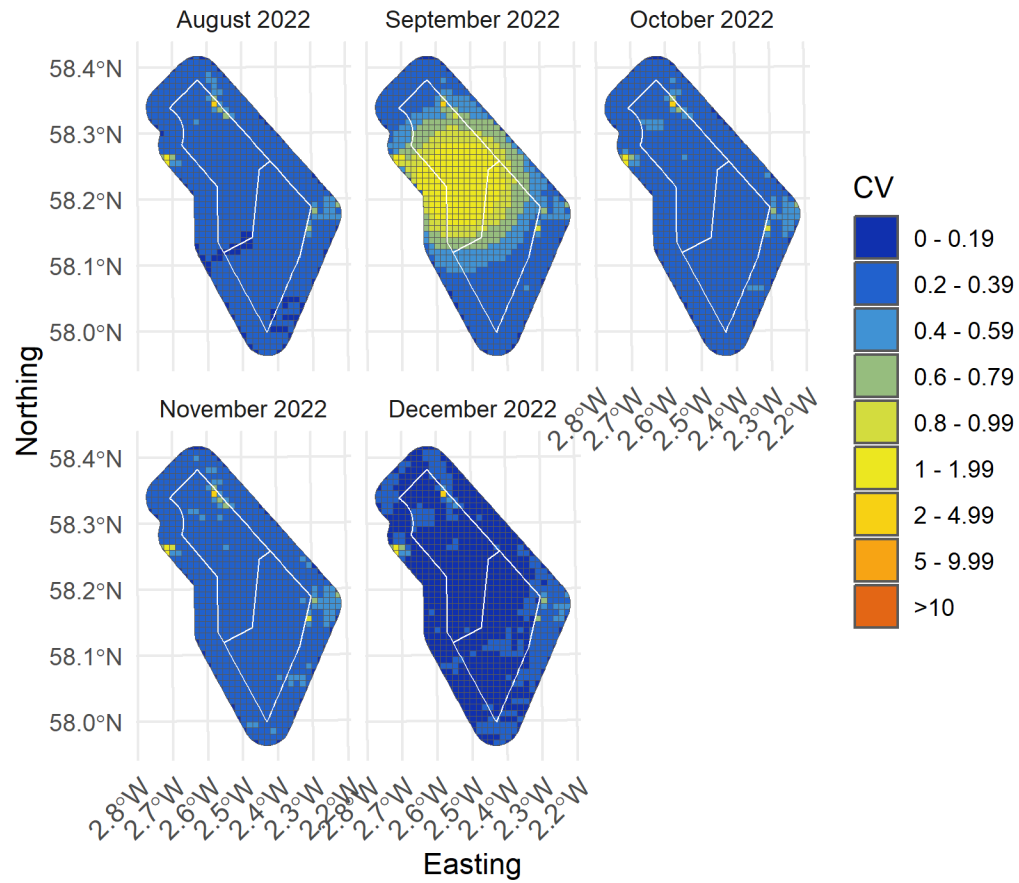 August 2022
September 2022
October 2022
58.4°N
58.3°N
58.2°N
58.1°N
58.0°N
2.8°W
2.7°W
2.6°W
2.5°W
2.4°W
2.3°W
2.2°W
November 2022
December 2022
58.4°N
58.3°N
58.2°N
58.1°N
58.0°N
2.8°W
2.7°W
2.6°W
2.5°W
2.4°W
2.3°W
2.2°W
2.8°W
2.7°W
2.6°W
2.5°W
2.4°W
2.3°W
2.2°W
Northing
Easting
CV
0 - 0.19
0.2 - 0.39
0.4 - 0.59
0.6 - 0.79
0.8 - 0.99
1 - 1.99
2 - 4.99
5 - 9.99
>10